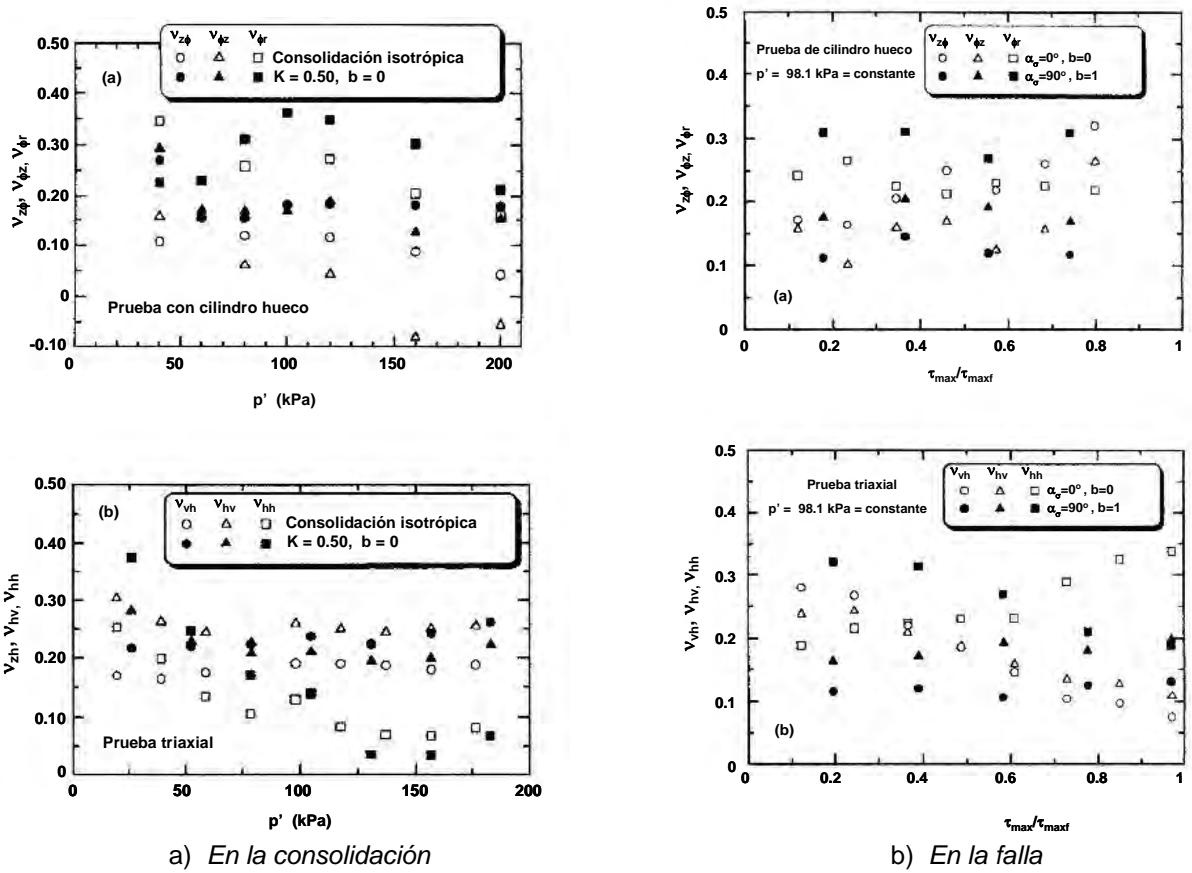 νzϕ νϕz νϕr
Consolidación isotrópica
K = 0.50, b = 0
(a)
0.50
0.40
0.30
0.20
0.10
0
-0.10
νzϕ, νϕz, νϕr
Prueba con cilindro hueco
0 50 100 150 200
p' (kPa)
νzϕ νϕz νϕr
Prueba de cilindro hueco
p' = 98.1 kPa = constante
ασ=0°, b=0
ασ=90°, b=1
0.5
0.4
0.3
0.2
0.1
0
νzϕ, νϕz, νϕr
(a)
0 0.2 0.4 0.6 0.8 1
τmax/τmaxf
νvh νhv νhh
Consolidación isotrópica
K = 0.50, b = 0
(b)
0.50
0.40
0.30
0.20
0.10
0
νzh, νhv, νhh
Prueba triaxial
0 50 100 150 200
p' (kPa)
a) En la consolidación
νvh νhv νhh
Prueba triaxial
p' = 98.1 kPa = constante
ασ=0°, b=0
ασ=90°, b=1
0.5
0.4
0.3
0.2
0.1
0
νvh, νhv, νhh
(b)
0 0.2 0.4 0.6 0.8 1
τmax/τmaxf
b) En la falla